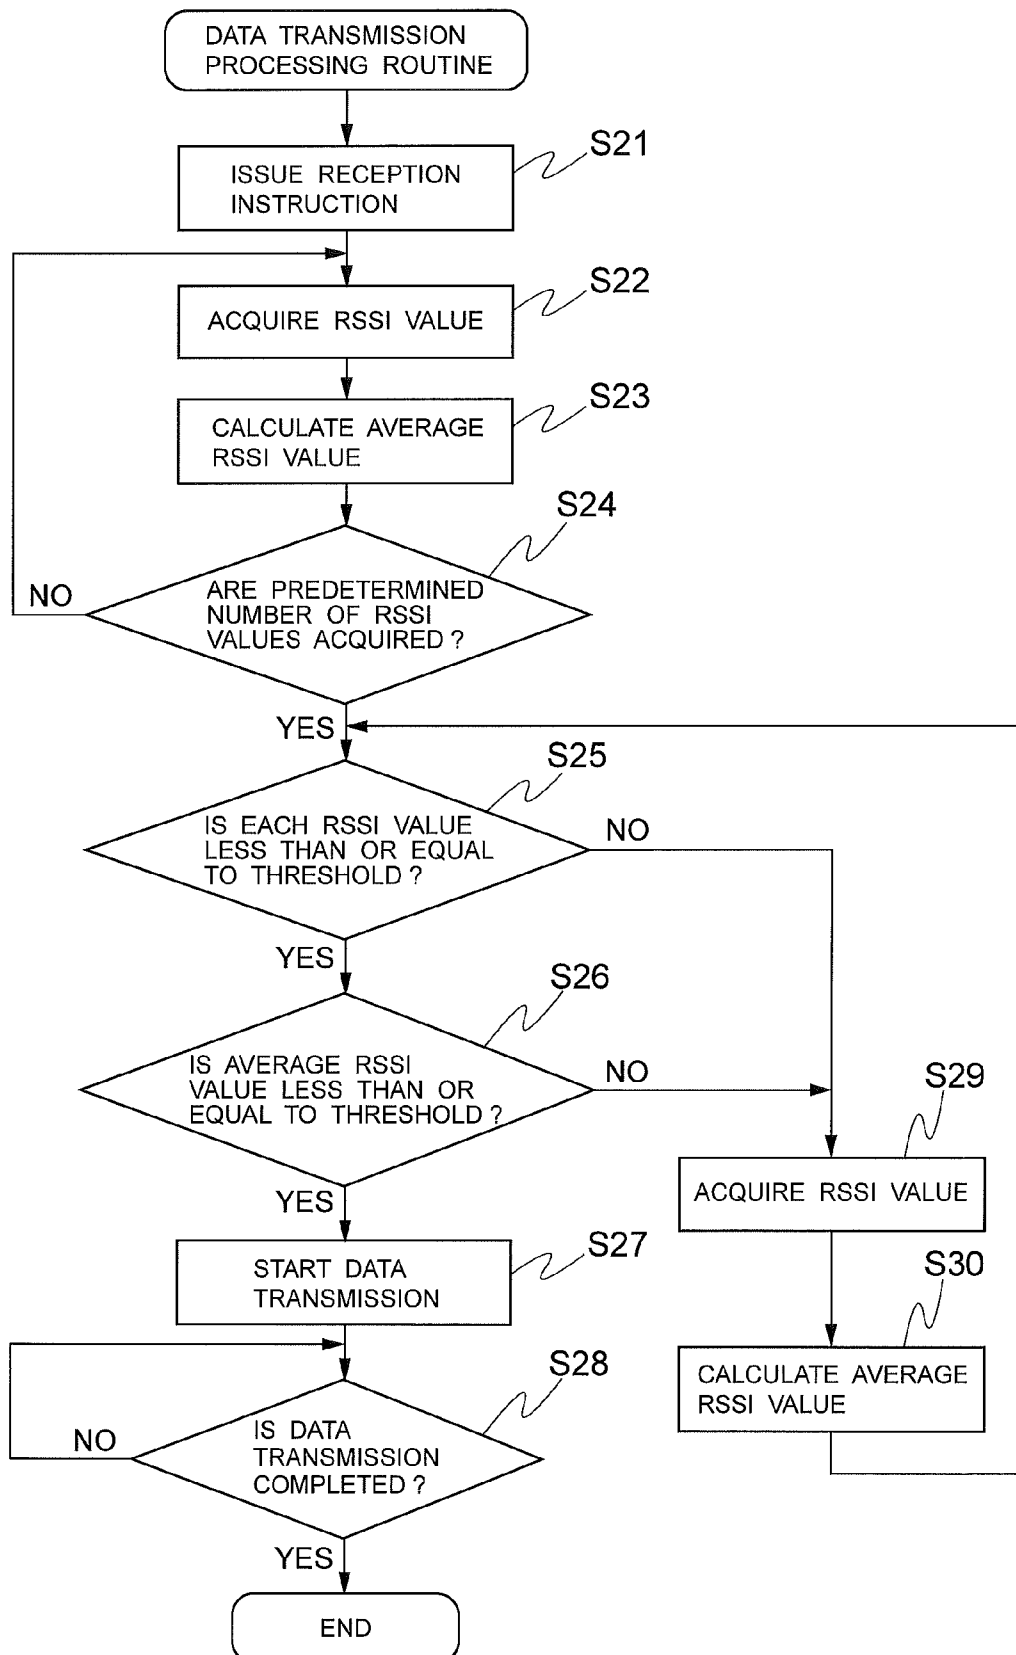 DATA TRANSMISSION
PROCESSING ROUTINE
S21
ISSUE RECEPTION
INSTRUCTION
S22
ACQUIRE RSSI VALUE
S23
CALCULATE AVERAGE
RSSI VALUE
S24
ARE PREDETERMINED
NUMBER OF RSSI
VALUES ACQUIRED ?
NO
YES
S25
IS EACH RSSI VALUE
LESS THAN OR EQUAL
TO THRESHOLD ?
NO
YES
S26
IS AVERAGE RSSI
VALUE LESS THAN OR
EQUAL TO THRESHOLD ?
NO
YES
S29
ACQUIRE RSSI VALUE
S27
START DATA
TRANSMISSION
S30
CALCULATE AVERAGE
RSSI VALUE
S28
IS DATA
TRANSMISSION
COMPLETED ?
NO
YES
END